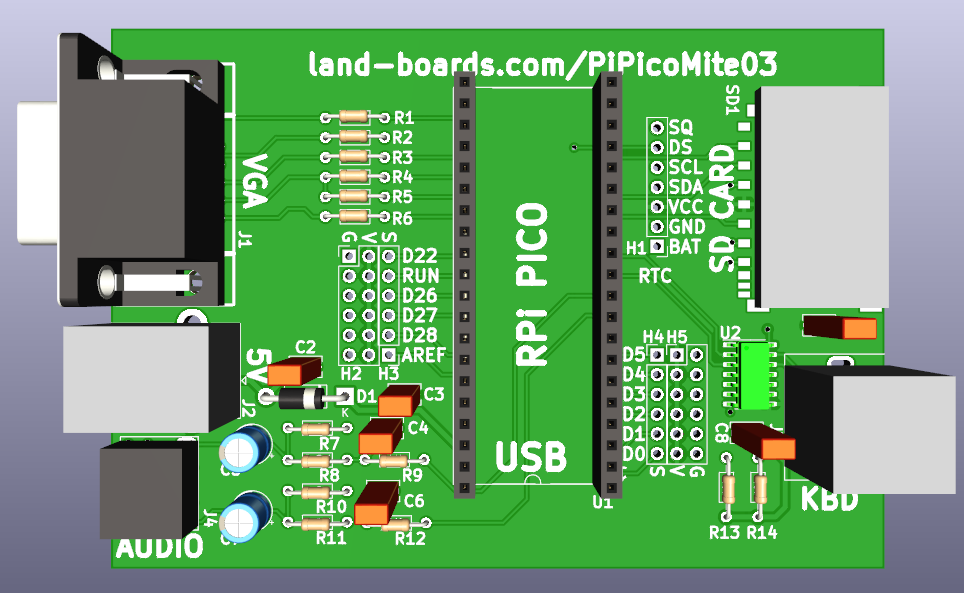 land-boards.com/PiPicoMite03
SD1
R1
R2
R3
R4
R5
R6
VGA
J1
SQ
DS
SCL
SDA
VCC
GND
H1 BAT
RTC
SD CARD
G V S
D22
RUN
D26
D27
D28
AREF
H2 H3
RPi PICO
USB
U1
U2
H4 H5
D5
D4
D3
D2
D1
D0
S V G
5V
J2
C2
D1
K
C3
C4
R7
R8
R9
R10
R11
C6
R12
J4
AUDIO
C8
KBD
R13 R14